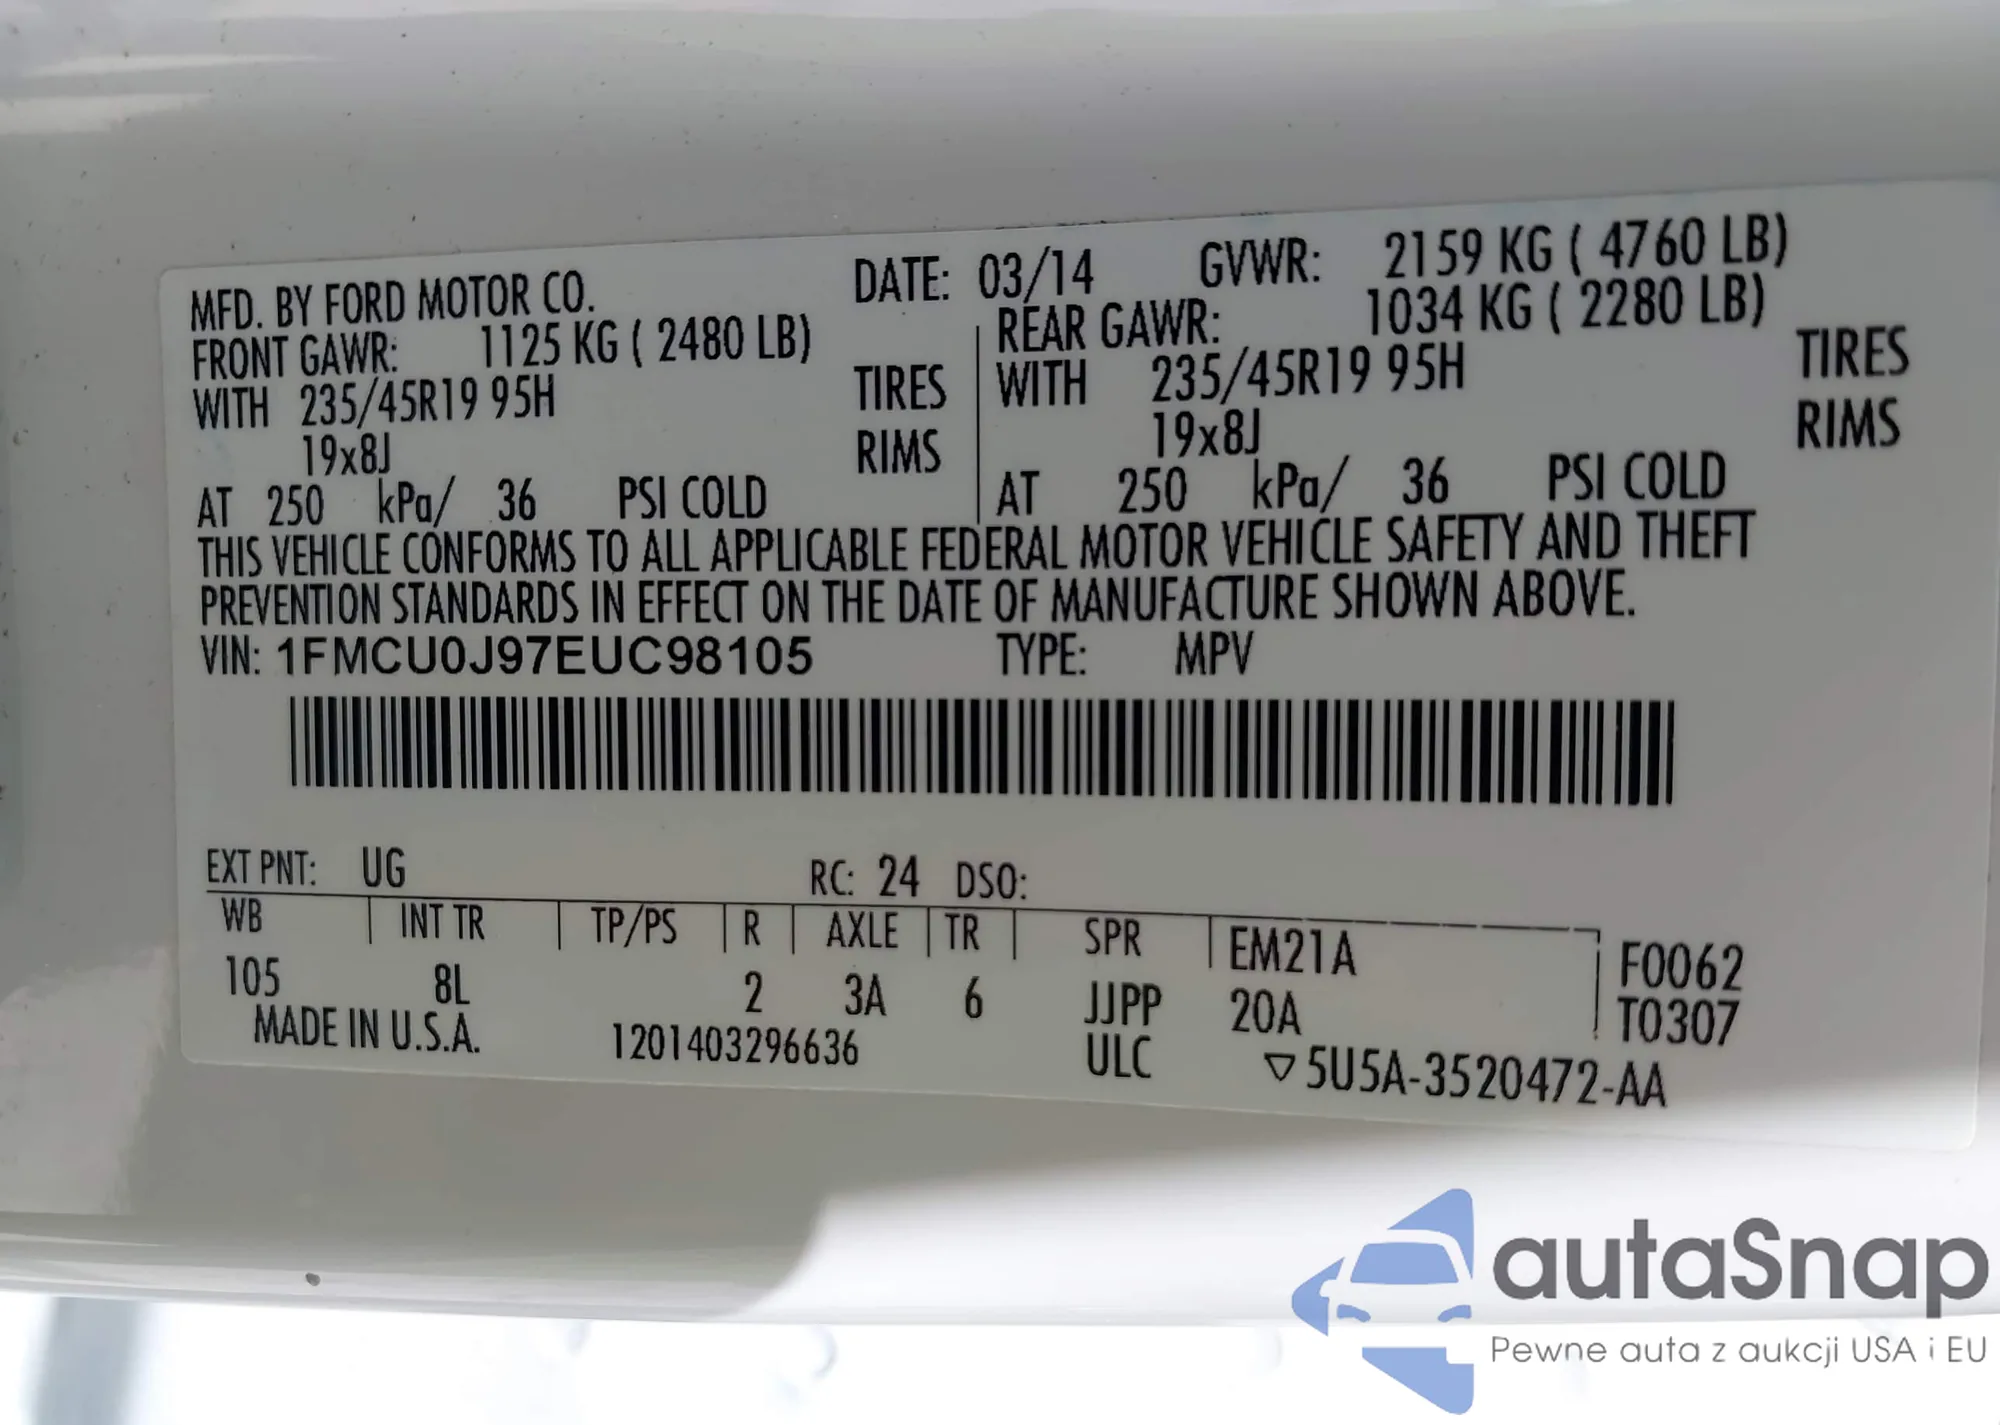 MFD. BY FORD MOTOR CO. DATE: 03/14 GVWR: 2159 KG ( 4760 LB)
FRONT GAWR: 1125 KG ( 2480 LB) REAR GAWR: 1034 KG ( 2280 LB)
WITH 235/45R19 95H TIRES WITH 235/45R19 95H TIRES
19x8J RIMS 19x8J RIMS
AT 250 kPa/ 36 PSI COLD AT 250 kPa/ 36 PSI COLD
THIS VEHICLE CONFORMS TO ALL APPLICABLE FEDERAL MOTOR VEHICLE SAFETY AND THEFT
PREVENTION STANDARDS IN EFFECT ON THE DATE OF MANUFACTURE SHOWN ABOVE.
VIN: 1FMCU0J97EUC98105 TYPE: MPV
EXT PNT: UG RC: 24 DSO:
WB INT TR TP/PS R AXLE TR SPR EM21A F0062
105 8L 2 3A 6 JJPP 20A T0307
MADE IN U.S.A. 1201403296636 ULC ▽5U5A-3520472-AA
autaSnap
Pewne auta z aukcji USA i EU